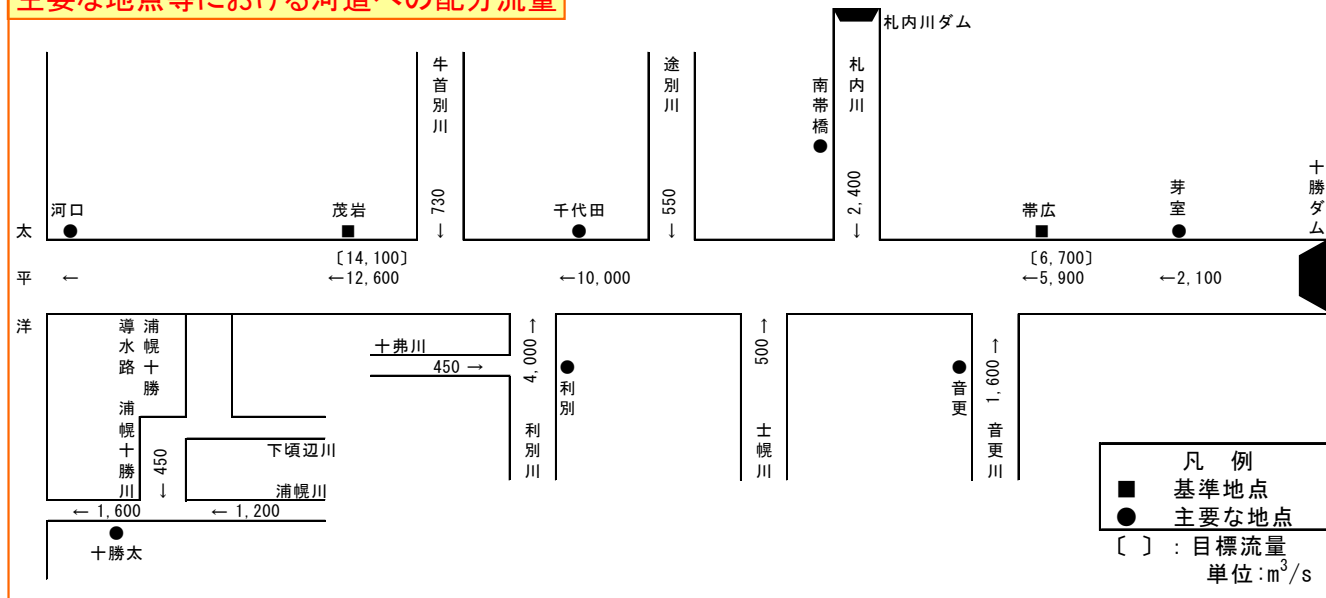 主要な地点等における河道への配分流量
札内川ダム
牛首別川
← 730
途別川
← 550
南帯橋
札内川
← 2,400
十勝ダム
太平洋
河口
茂岩
千代田
帯広
芽室
←
〔14,100〕
←12,600
←10,000
〔6,700〕
←5,900
←2,100
浦幌十勝
導水路
十弗川
450 →
4,000 →
利別
利別川
500 →
士幌川
音更
1,600 →
音更川
浦幌十勝川
← 450
下頃辺川
浦幌川
← 1,600
← 1,200
十勝太
凡 例
■ 基準地点
● 主要な地点
〔 〕：目標流量
単位：m³/s